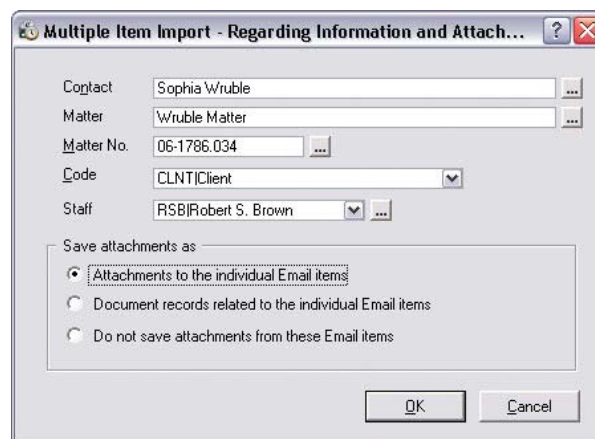 Multiple Item Import - Regarding Information and Attach...
Contact Sophia Wruble ...
Matter Wruble Matter ...
Matter No. 06-1786.034 ...
Code CLNT|Client
Staff RSB|Robert S. Brown ...
Save attachments as
Attachments to the individual Email items
Document records related to the individual Email items
Do not save attachments from these Email items
OK Cancel